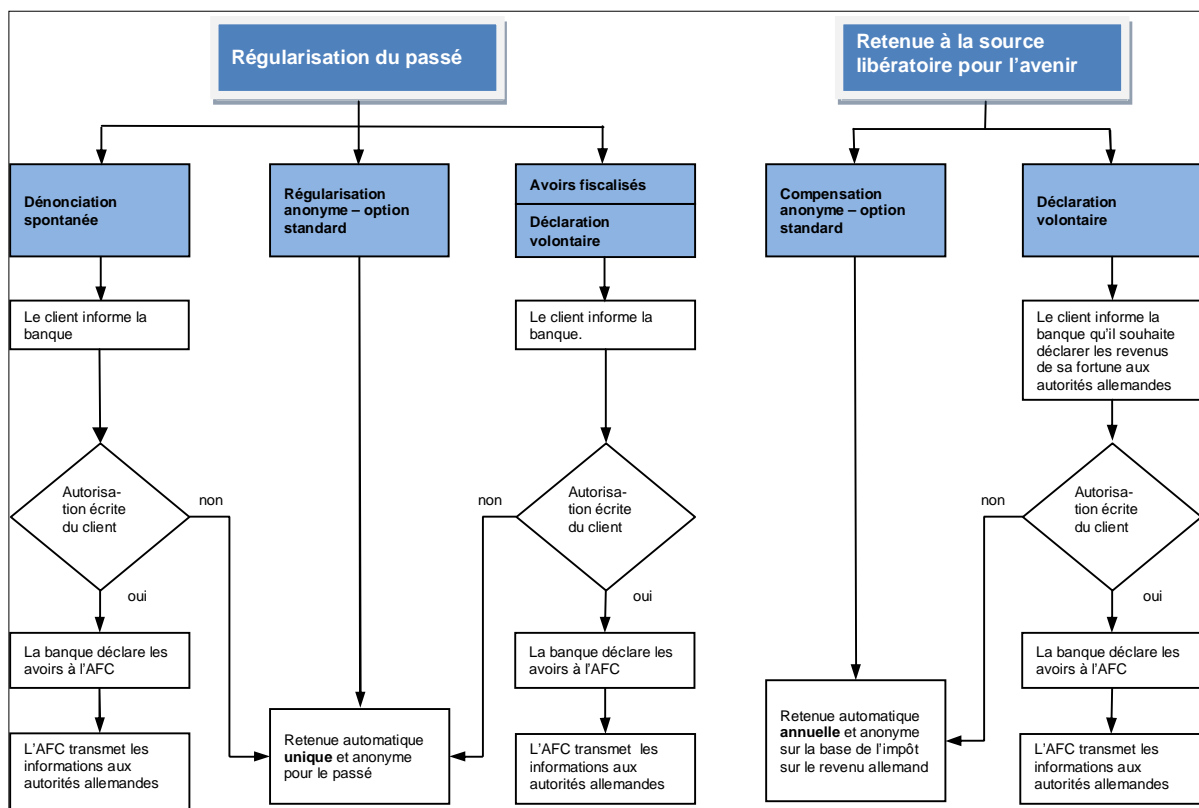 Régularisation du passé
Retenue à la source
libératoire pour l'avenir
Dénonciation
spontanée
Régularisation
anonyme – option
standard
Avoirs fiscalisés
Déclaration
volontaire
Compensation
anonyme – option
standard
Déclaration
volontaire
Le client informe la
banque
Le client informe la
banque.
Le client informe la
banque qu'il souhaite
déclarer les revenus
de sa fortune aux
autorités allemandes
Autorisa-
tion écrite
du client
non
oui
non
Autorisa-
tion écrite
du client
oui
non
Autorisa-
tion écrite
du client
oui
La banque déclare les
avoirs à l'AFC
La banque déclare les
avoirs à l'AFC
La banque déclare les
avoirs à l'AFC
L'AFC transmet les
informations aux
autorités allemandes
Retenue automatique
unique et anonyme
pour le passé
L'AFC transmet les
informations aux
autorités allemandes
Retenue automatique
annuelle et anonyme
sur la base de l'impôt
sur le revenu allemand
L'AFC transmet les
informations aux
autorités allemandes